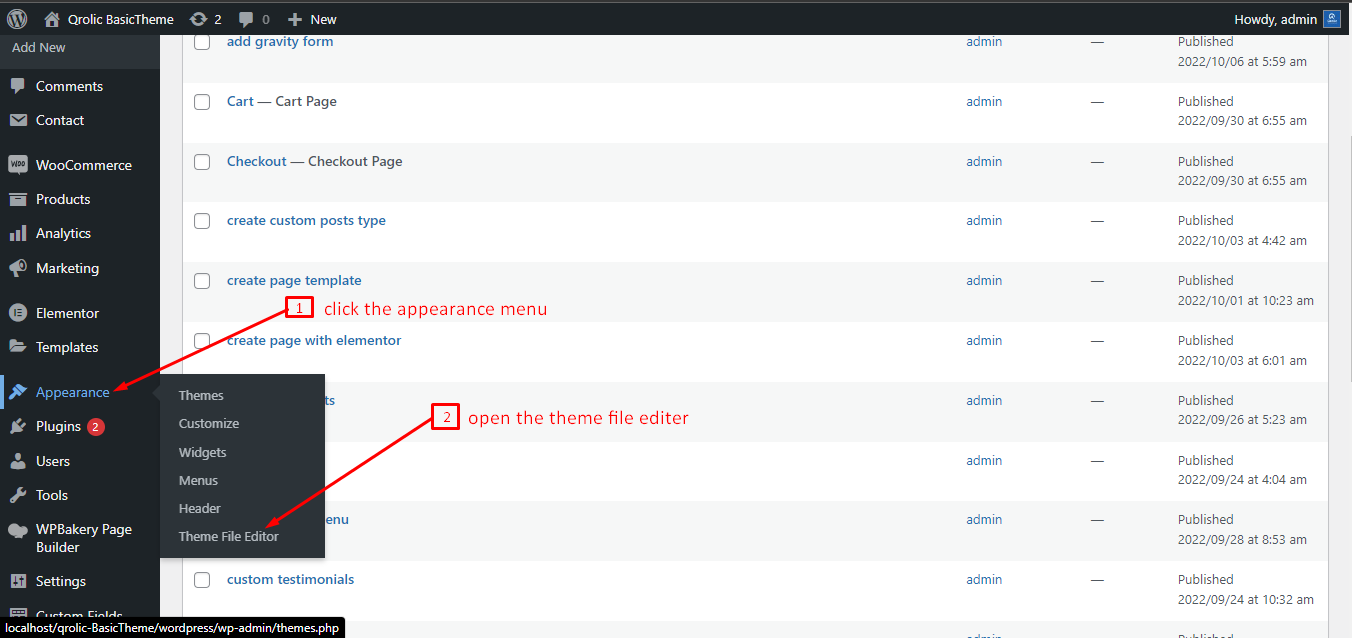 Qrolic BasicTheme 2 0 New Howdy, admin
Add New
Comments
Contact
WooCommerce
Products
Analytics
Marketing
Elementor
Templates
Appearance
Plugins 2
Users
Tools
WPBakery Page
Builder
Settings
Custom Fields
Themes
Customize
Widgets
Menus
Header
Theme File Editor
add gravity form admin — Published
2022/10/06 at 5:59 am
Cart — Cart Page admin — Published
2022/09/30 at 6:55 am
Checkout — Checkout Page admin — Published
2022/09/30 at 6:55 am
create custom posts type admin — Published
2022/10/03 at 4:42 am
create page template admin — Published
2022/10/01 at 10:23 am
1 click the appearance menu
create page with elementor admin — Published
2022/10/03 at 6:01 am
ts admin — Published
2022/09/26 at 5:23 am
2 open the theme file editer
admin — Published
2022/09/24 at 4:04 am
enu admin — Published
2022/09/28 at 8:53 am
custom testimonials admin — Published
2022/09/24 at 10:32 am
admin — Published
localhost/qrolic-BasicTheme/wordpress/wp-admin/themes.php